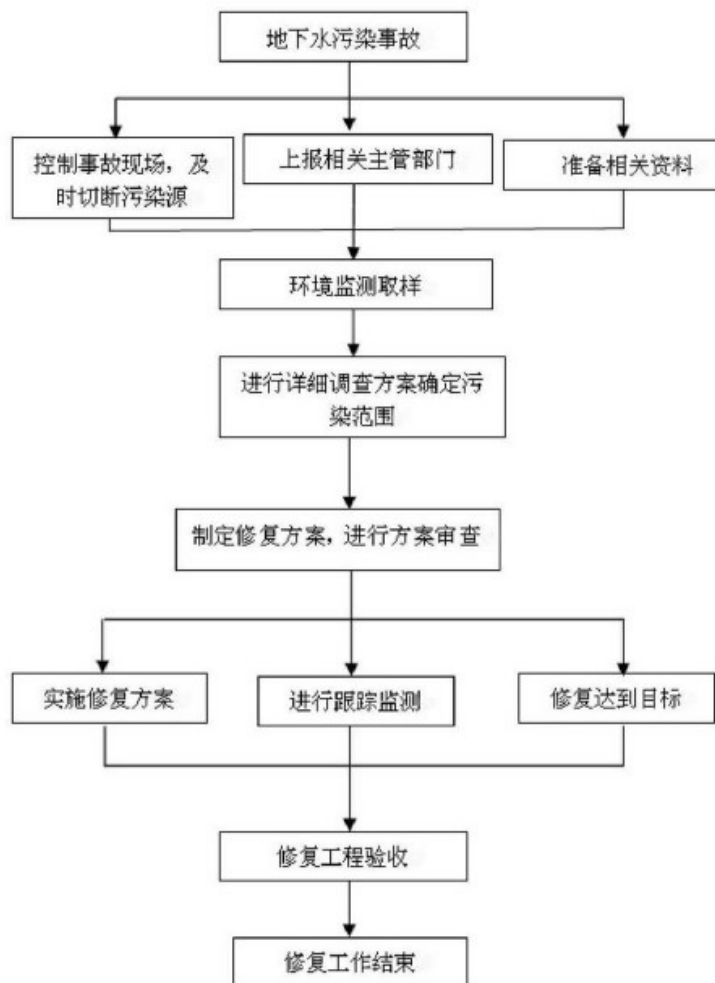 地下水污染事故
控制事故现场，及
时切断污染源
上报相关主管部门
准备相关资料
环境监测取样
进行详细调查方案确定污
染范围
制定修复方案，进行方案审查
实施修复方案
进行跟踪监测
修复达到目标
修复工程验收
修复工作结束